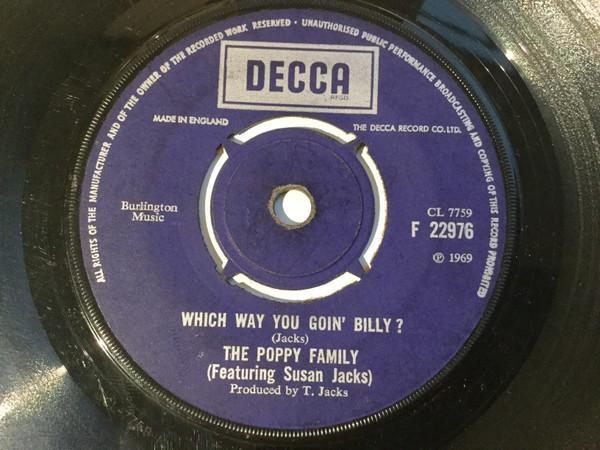 ALL RIGHTS OF THE MANUFACTURER AND OF THE OWNER OF THE RECORDED WORK RESERVED · UNAUTHORISED PUBLIC PERFORMANCE BROADCASTING AND COPYING OF THIS RECORD PROHIBITED
DECCA
REGD.
MADE IN ENGLAND
THE DECCA RECORD CO. LTD.
Burlington
Music
CL 7759
F 22976
℗ 1969
WHICH WAY YOU GOIN' BILLY?
(Jacks)
THE POPPY FAMILY
(Featuring Susan Jacks)
Produced by T. Jacks